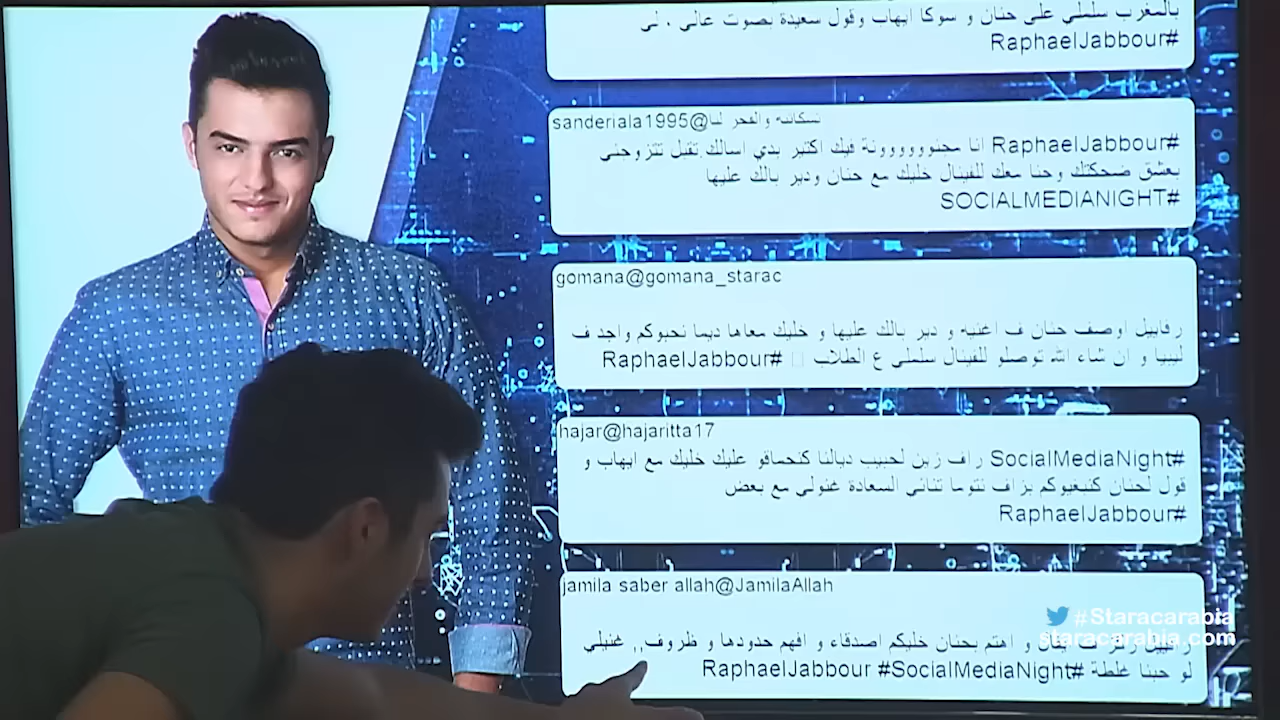 بالمغرب سلملي على حنان و سوكا ايهاب وقول سعيدة بصوت عالي ، لي
#RaphaelJabbour
sanderiala1995@نسكانه والفجر لنا
#RaphaelJabbour انا مجنوووووونة فيك اكتير بدي اسالك تقبل تتزوجني
بعشق ضحكتك وحنا معك للفينال خليك مع حنان ودير بالك عليها
#SOCIALMEDIANIGHT
gomana@gomana_starac
رفاييل اوصف حنان ف اغنيه و دير بالك عليها و خليك معاها ديما نحبوكم واجد ف
ليبيا و ان شاء الله توصلو للفينال سلملي ع الطلاب #RaphaelJabbour
hajar@hajaritta17
#SocialMediaNight راف زين لحبيب ديالنا كنحماقو عليك خليك مع ايهاب و
قول لحنان كنبغيوكم بزاف نتوما تنائي السعادة غنولي مع بعض
#RaphaelJabbour
jamila saber allah@JamilaAllah
و اهتم بحنان خليكم اصدقاء و افهم حدودها و ظروف,, غنيلي
لو حبنا غلطة #RaphaelJabbour #SocialMediaNight
#Staracarabia
staracarabia.com